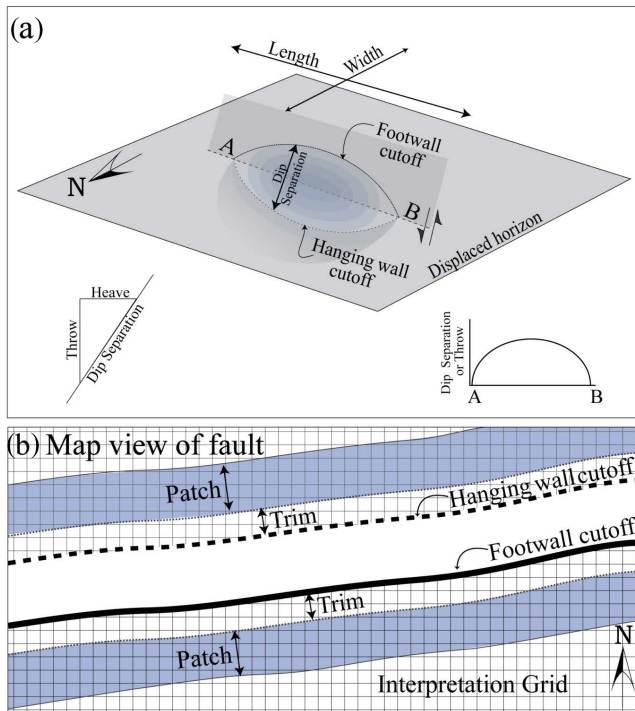 (a)
Length
Width
Footwall
cutoff
A
Dip
Separation
N
B
Hanging wall
cutoff
Displaced horizon
Heave
Throw
Dip Separation
Dip Separation
or Throw
A
B
(b) Map view of fault
Patch
Trim
Hanging wall cutoff
Footwall cutoff
Trim
Patch
N
Interpretation Grid